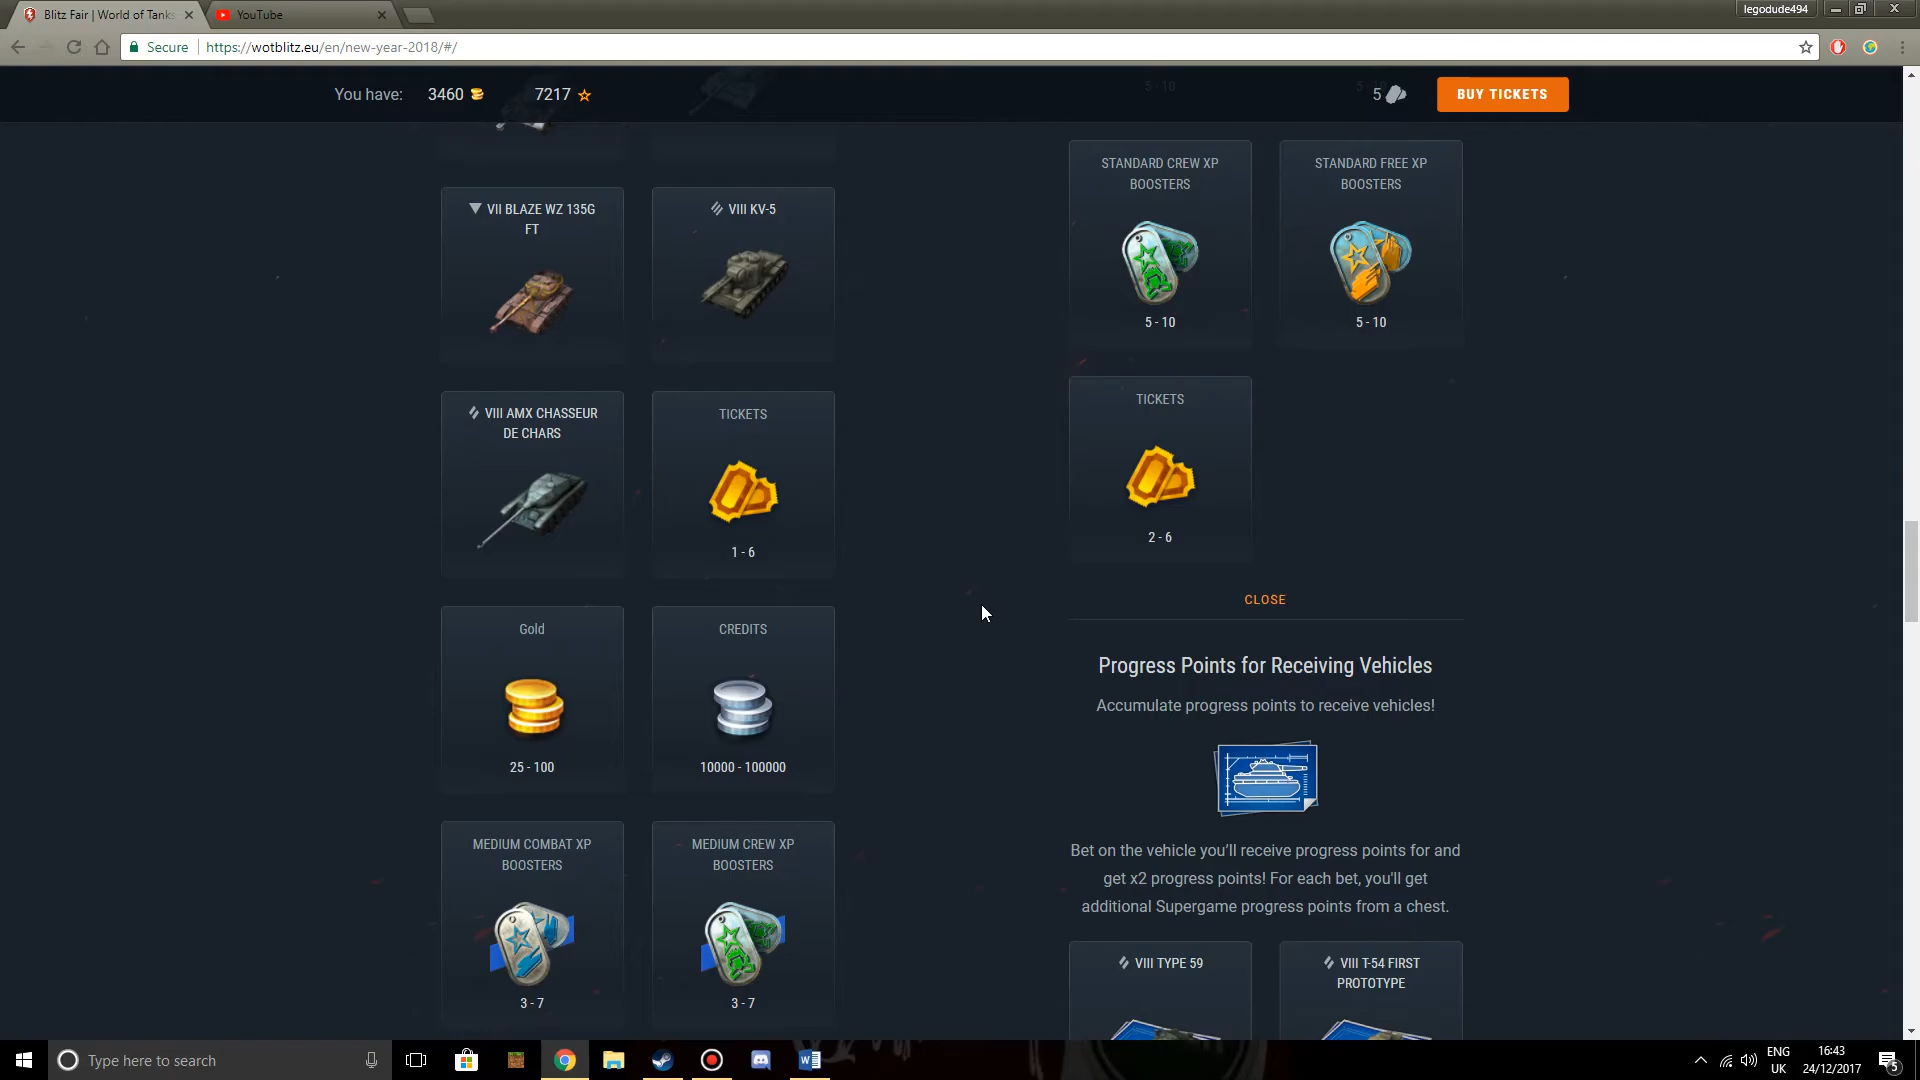 Blitz Fair | World of Tanks
YouTube
legodude494
Secure
https://wotblitz.eu/en/new-year-2018/#/
You have: 3460 7217
5
BUY TICKETS
5 - 10
VII BLAZE WZ 135G
FT
VIII KV-5
VIII AMX CHASSEUR
DE CHARS
TICKETS
1 - 6
Gold
25 - 100
CREDITS
10000 - 100000
MEDIUM COMBAT XP
BOOSTERS
3 - 7
MEDIUM CREW XP
BOOSTERS
3 - 7
STANDARD CREW XP
BOOSTERS
5 - 10
STANDARD FREE XP
BOOSTERS
5 - 10
TICKETS
2 - 6
CLOSE
Progress Points for Receiving Vehicles
Accumulate progress points to receive vehicles!
Bet on the vehicle you'll receive progress points for and
get x2 progress points! For each bet, you'll get
additional Supergame progress points from a chest.
VIII TYPE 59
VIII T-54 FIRST
PROTOTYPE
Type here to search
ENG
UK
16:43
24/12/2017
5